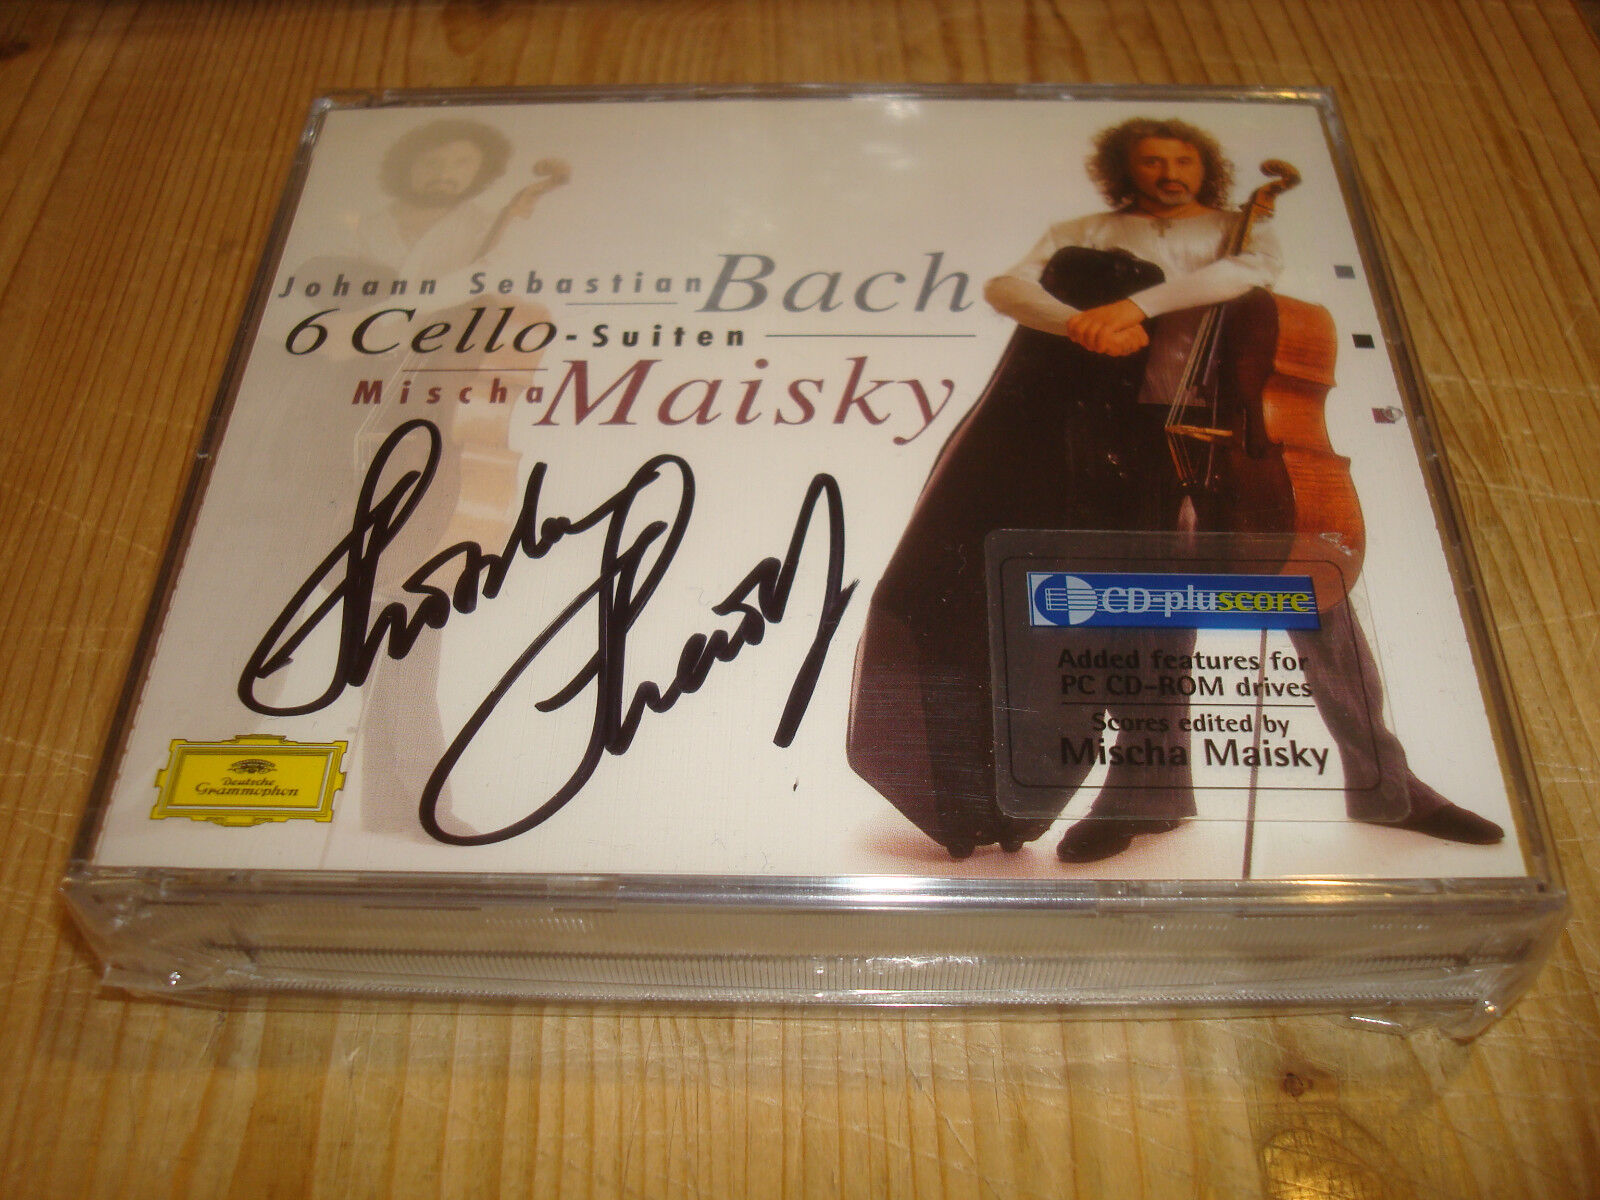 Johann Sebastian Bach
6 Cello-Suiten
Mischa Maisky
CD-pluscore
Added features for
PC CD-ROM drives
Scores edited by
Mischa Maisky
Deutsche
Grammophon